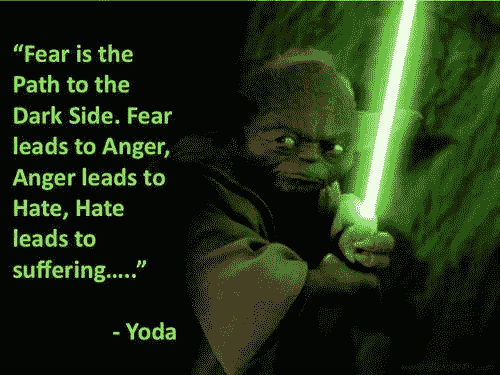 “Fear is the
Path to the
Dark Side. Fear
leads to Anger,
Anger leads to
Hate, Hate
leads to
suffering.....”
- Yoda